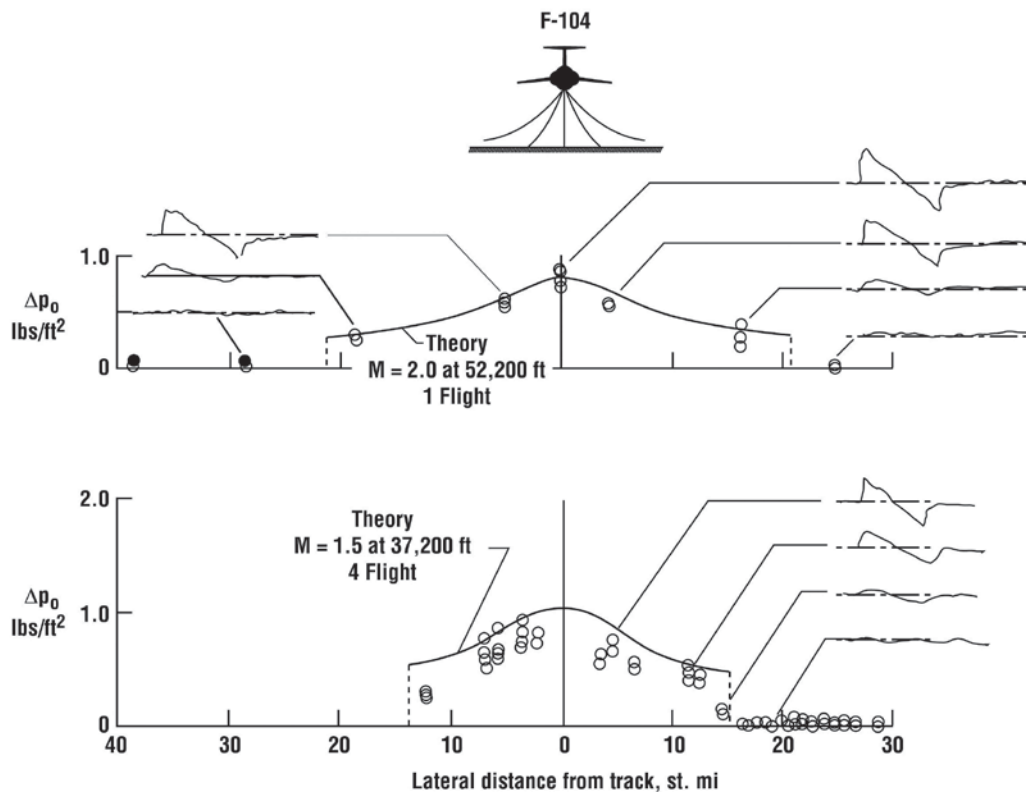 F-104
1.0
Δp₀
lbs/ft²
0
Theory
M = 2.0 at 52,200 ft
1 Flight
40
30
20
10
0
10
20
30
2.0
Theory
M = 1.5 at 37,200 ft
4 Flight
Δp₀
lbs/ft²
1.0
0
Lateral distance from track, st. mi